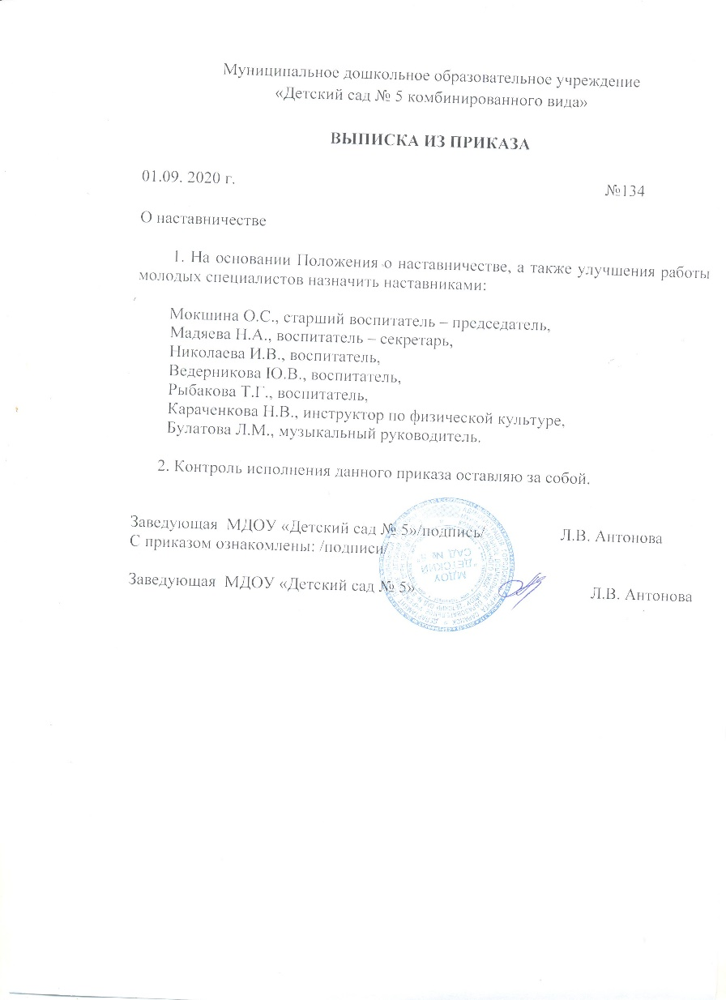 Муниципальное дошкольное образовательное учреждение
«Детский сад № 5 комбинированного вида»
ВЫПИСКА ИЗ ПРИКАЗА
01.09. 2020 г.
№134
О наставничестве
1. На основании Положения о наставничестве, а также улучшения работы
молодых специалистов назначить наставниками:
Мокшина О.С., старший воспитатель – председатель,
Мадяева Н.А., воспитатель – секретарь,
Николаева И.В., воспитатель,
Ведерникова Ю.В., воспитатель,
Рыбакова Т.Г., воспитатель,
Караченкова Н.В., инструктор по физической культуре,
Булатова Л.М., музыкальный руководитель.
2. Контроль исполнения данного приказа оставляю за собой.
Заведующая МДОУ «Детский сад № 5»/подпись/ Л.В. Антонова
С приказом ознакомлены: /подписи/
Заведующая МДОУ «Детский сад № 5» Л.В. Антонова
МДОУ
"ДЕТСКИЙ
САД № 5"